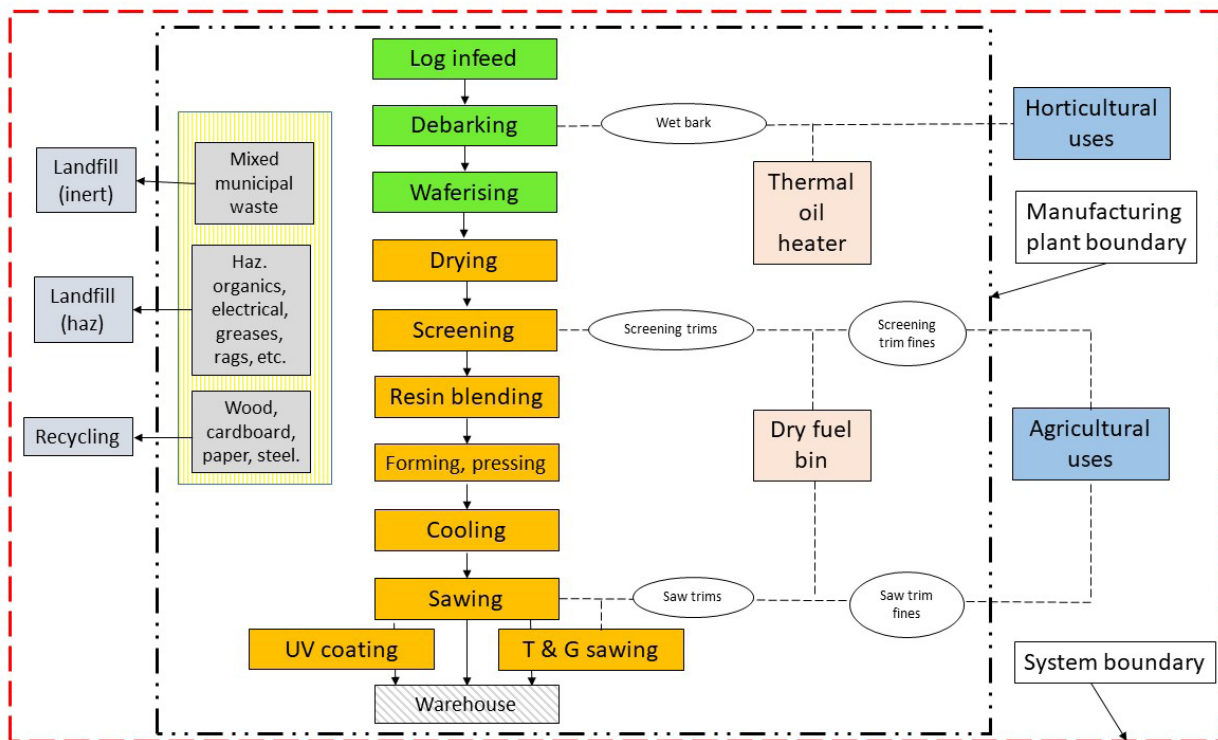 Log infeed
Debarking
Wet bark
Horticultural
uses
Landfill
(inert)
Mixed
municipal
waste
Waferising
Thermal
oil
heater
Manufacturing
plant boundary
Drying
Landfill
(haz)
Haz.
organics,
electrical,
greases,
rags, etc.
Screening
Screening trims
Screening
trim fines
Resin blending
Recycling
Wood,
cardboard,
paper, steel.
Forming, pressing
Dry fuel
bin
Agricultural
uses
Cooling
Sawing
Saw trims
Saw trim
fines
UV coating
T & G sawing
System boundary
Warehouse